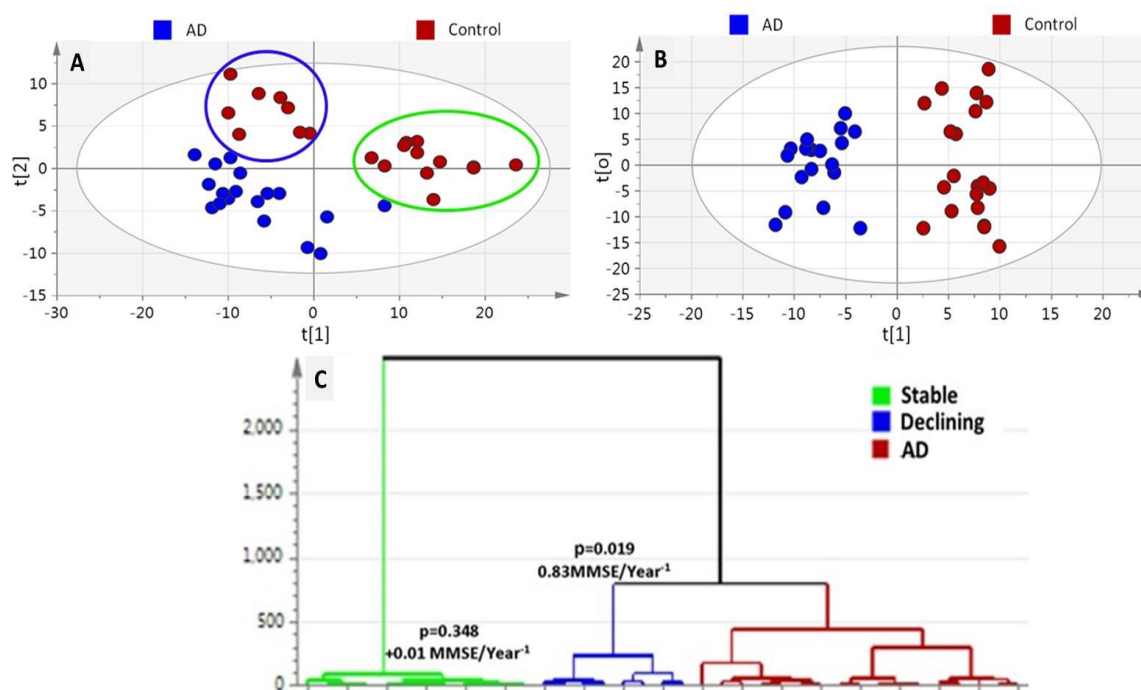 AD Control
A
t[2]
10
5
0
-5
-10
-15
-30 -20 -10 0 10 20
t[1]
AD Control
B
t[o]
20
15
10
5
0
-5
-10
-15
-20
-25
-25 -20 -15 -10 -5 0 5 10 15 20
t[1]
C
Stable
Declining
AD
2,000
1,500
1,000
500
0
p=0.019
0.83MMSE/Year-1
p=0.348
+0.01 MMSE/Year-1